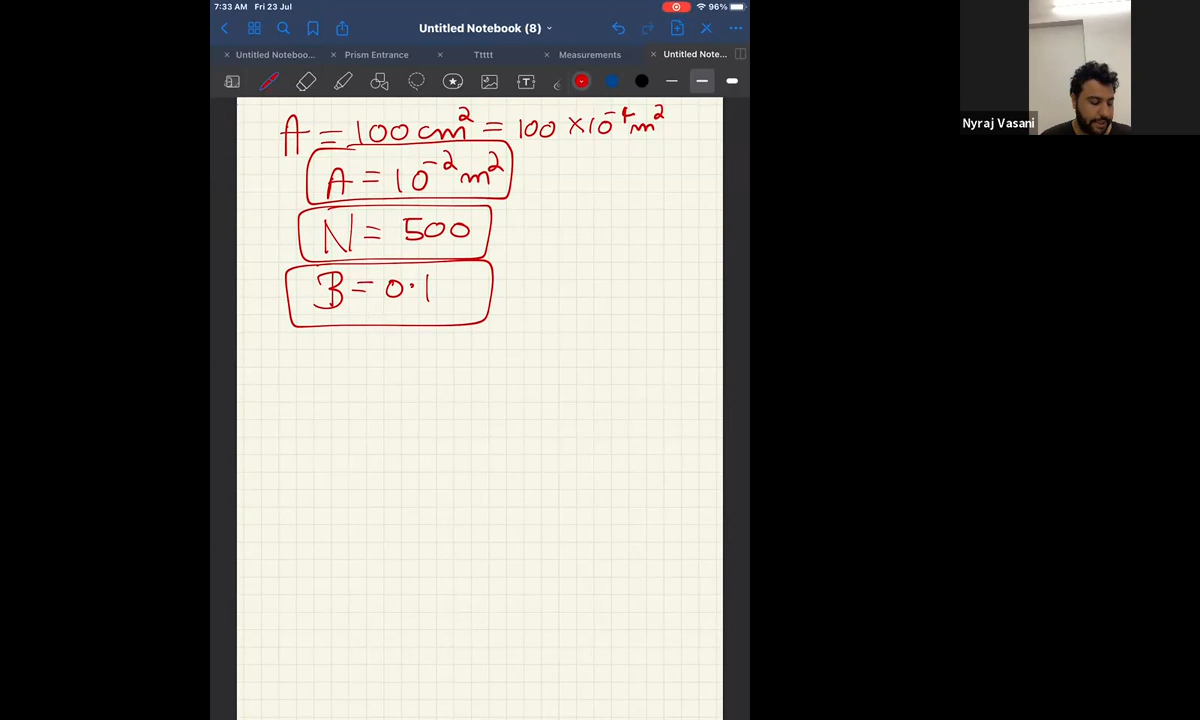 7:33 AM Fri 23 Jul
96%
Untitled Notebook (8)
Untitled Noteboo...
Prism Entrance
Ttttt
Measurements
Untitled Note...
A = 100 cm² = 100 × 10⁻⁴ m²
A = 10⁻² m²
N = 500
B = 0.1
Nyraj Vasani